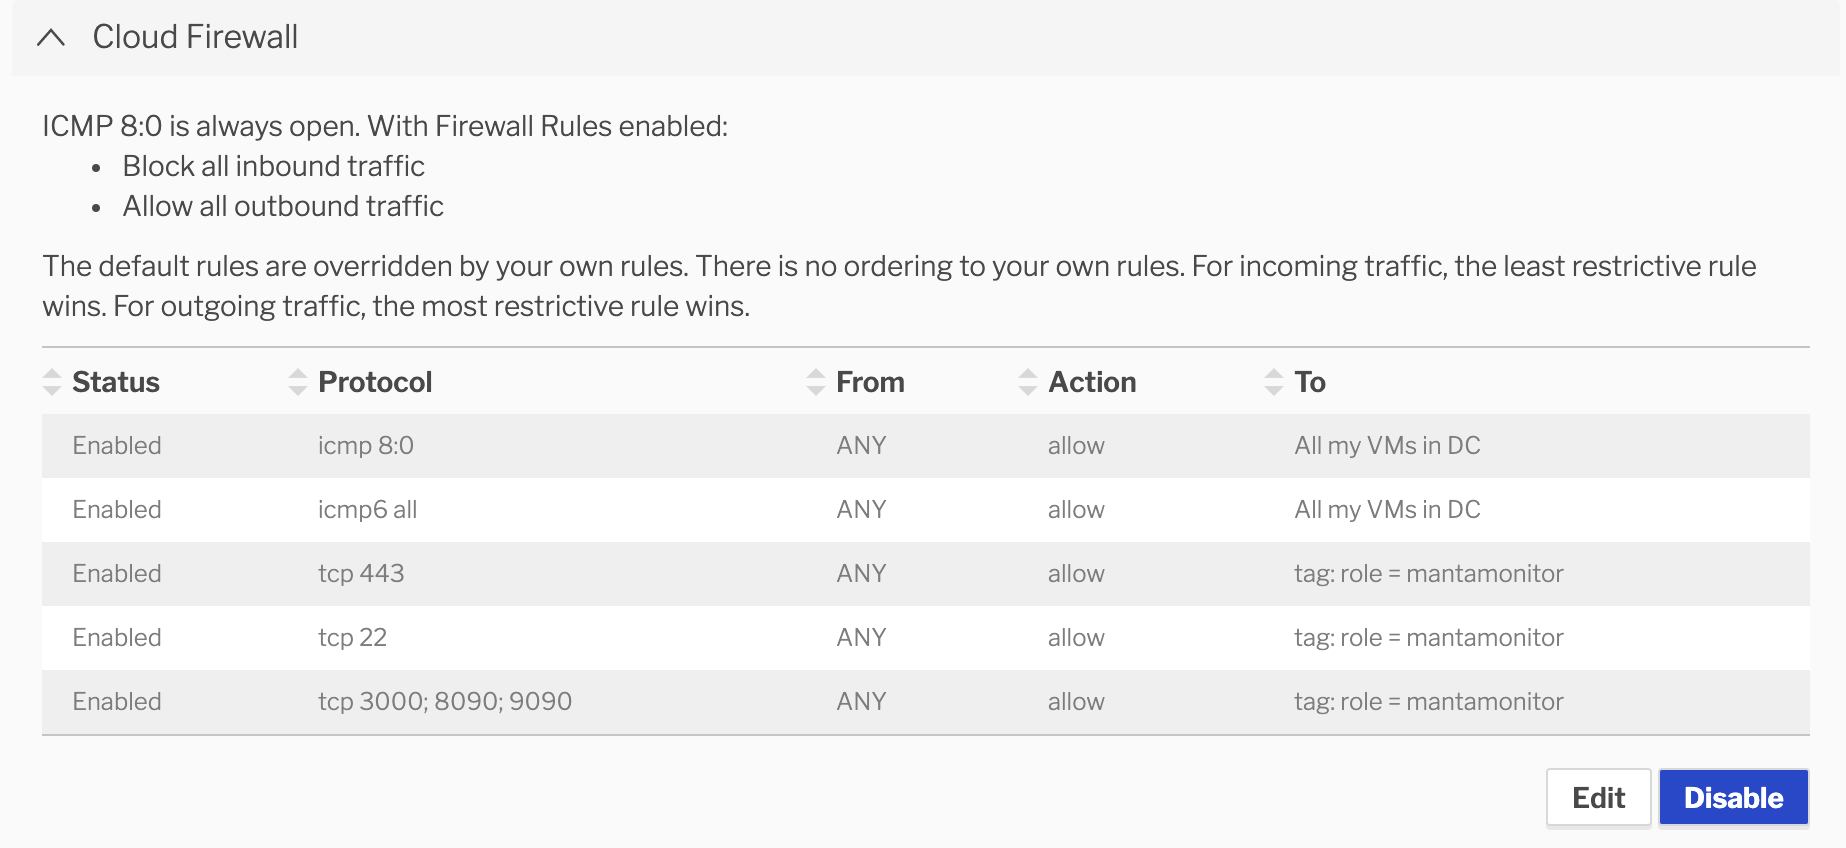 Cloud Firewall
ICMP 8:0 is always open. With Firewall Rules enabled:
• Block all inbound traffic
• Allow all outbound traffic
The default rules are overridden by your own rules. There is no ordering to your own rules. For incoming traffic, the least restrictive rule
wins. For outgoing traffic, the most restrictive rule wins.
Status Protocol From Action To
Enabled icmp 8:0 ANY allow All my VMs in DC
Enabled icmp6 all ANY allow All my VMs in DC
Enabled tcp 443 ANY allow tag: role = mantamonitor
Enabled tcp 22 ANY allow tag: role = mantamonitor
Enabled tcp 3000; 8090; 9090 ANY allow tag: role = mantamonitor
Edit Disable